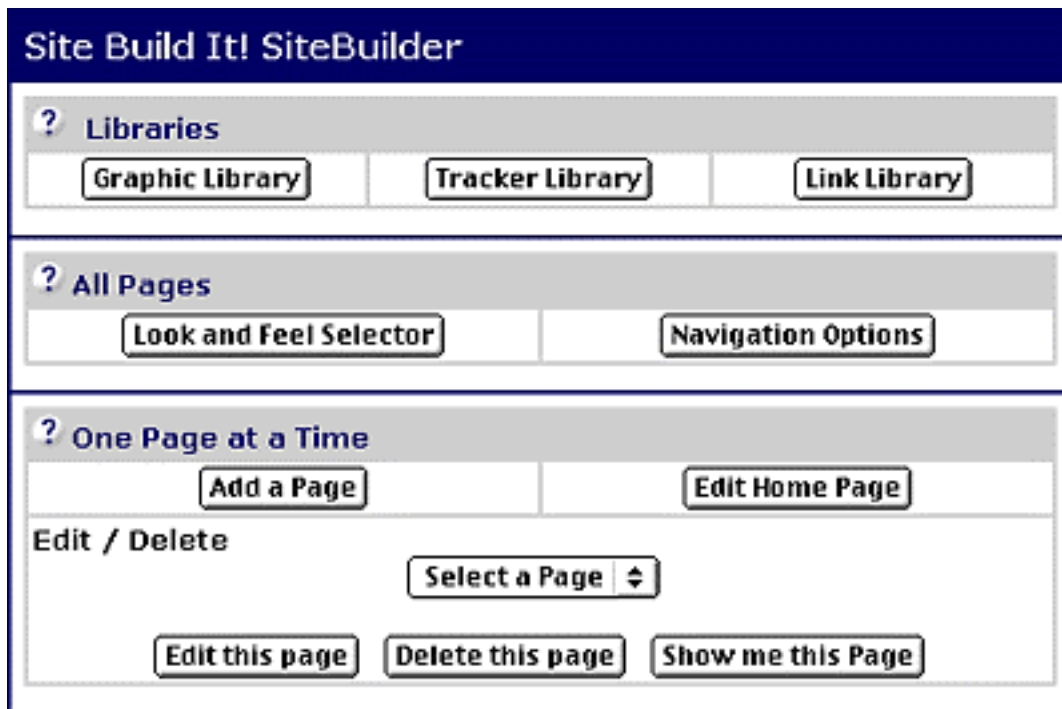 Site Build It! SiteBuilder
? Libraries
Graphic Library Tracker Library Link Library
? All Pages
Look and Feel Selector Navigation Options
? One Page at a Time
Add a Page Edit Home Page
Edit / Delete
Select a Page
Edit this page Delete this page Show me this Page